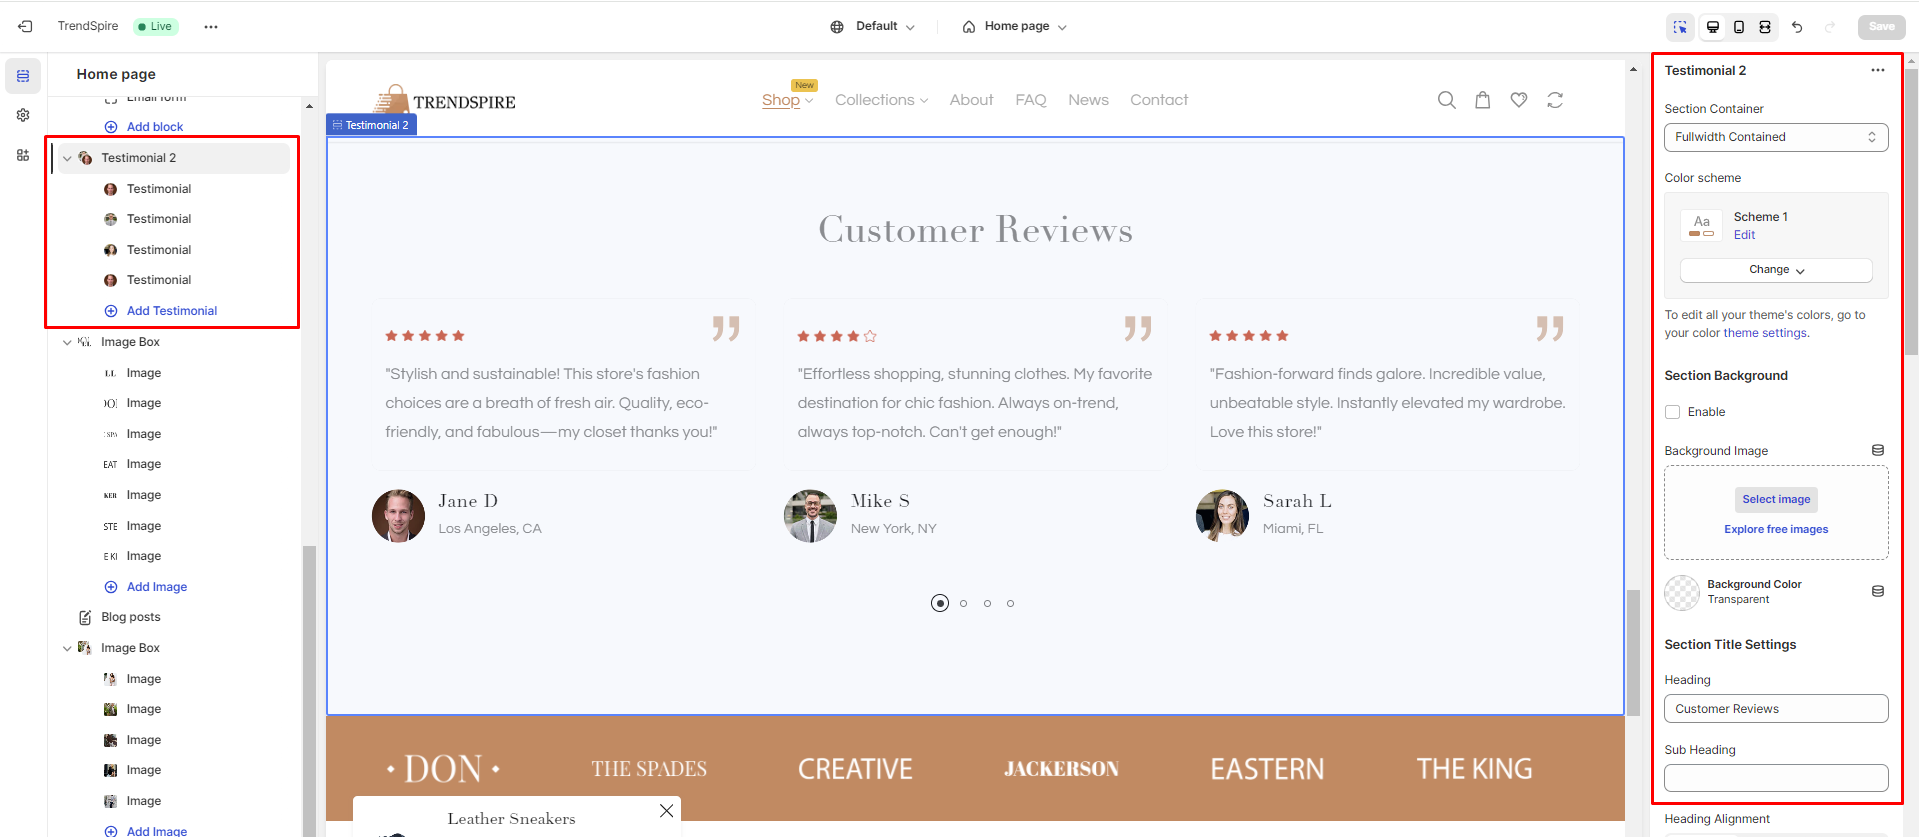 TrendSpire
Live
Default
Home page
Save
Home page
Email form
Add block
Testimonial 2
Testimonial
Testimonial
Testimonial
Testimonial
Add Testimonial
Image Box
Image
Image
Image
Image
Image
Image
Image
Add Image
Blog posts
Image Box
Image
Image
Image
Image
Image
Add Image
TRENDSPIRE
New
Shop
Collections
About
FAQ
News
Contact
Testimonial 2
Customer Reviews
"Stylish and sustainable! This store's fashion
choices are a breath of fresh air. Quality, eco-
friendly, and fabulous—my closet thanks you!"
Jane D
Los Angeles, CA
"Effortless shopping, stunning clothes. My favorite
destination for chic fashion. Always on-trend,
always top-notch. Can't get enough!"
Mike S
New York, NY
"Fashion-forward finds galore. Incredible value,
unbeatable style. Instantly elevated my wardrobe.
Love this store!"
Sarah L
Miami, FL
DON
THE SPADES
CREATIVE
JACKERSON
EASTERN
THE KING
Leather Sneakers
Testimonial 2
Section Container
Fullwidth Contained
Color scheme
Aa
Scheme 1
Edit
Change
To edit all your theme's colors, go to
your color theme settings.
Section Background
Enable
Background Image
Select image
Explore free images
Background Color
Transparent
Section Title Settings
Heading
Customer Reviews
Sub Heading
Heading Alignment